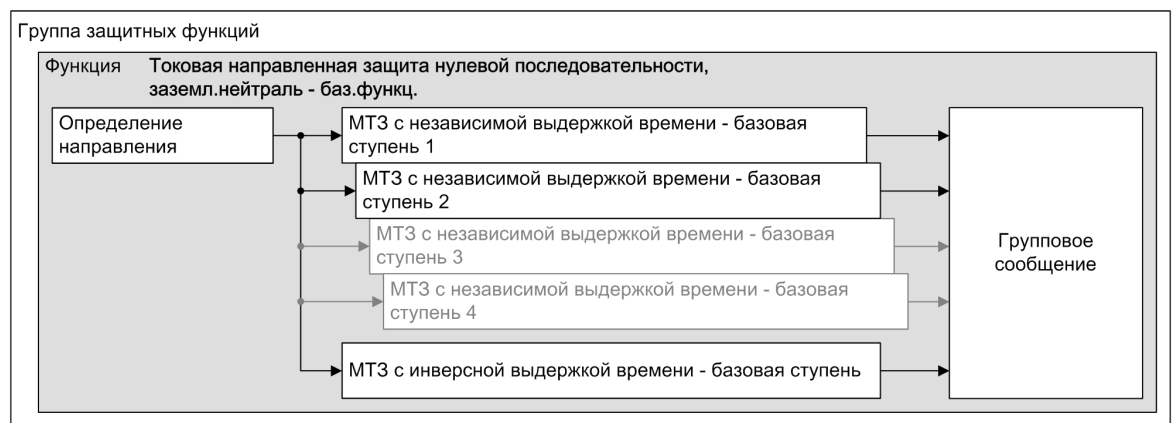 Группа защитных функций
Функция Токовая направленная защита нулевой последовательности,
заземл.нейтраль - баз.функц.
Определение
направления
МТЗ с независимой выдержкой времени - базовая
ступень 1
МТЗ с независимой выдержкой времени - базовая
ступень 2
МТЗ с независимой выдержкой времени - базовая
ступень 3
МТЗ с независимой выдержкой времени - базовая
ступень 4
МТЗ с инверсной выдержкой времени - базовая ступень
Групповое
сообщение